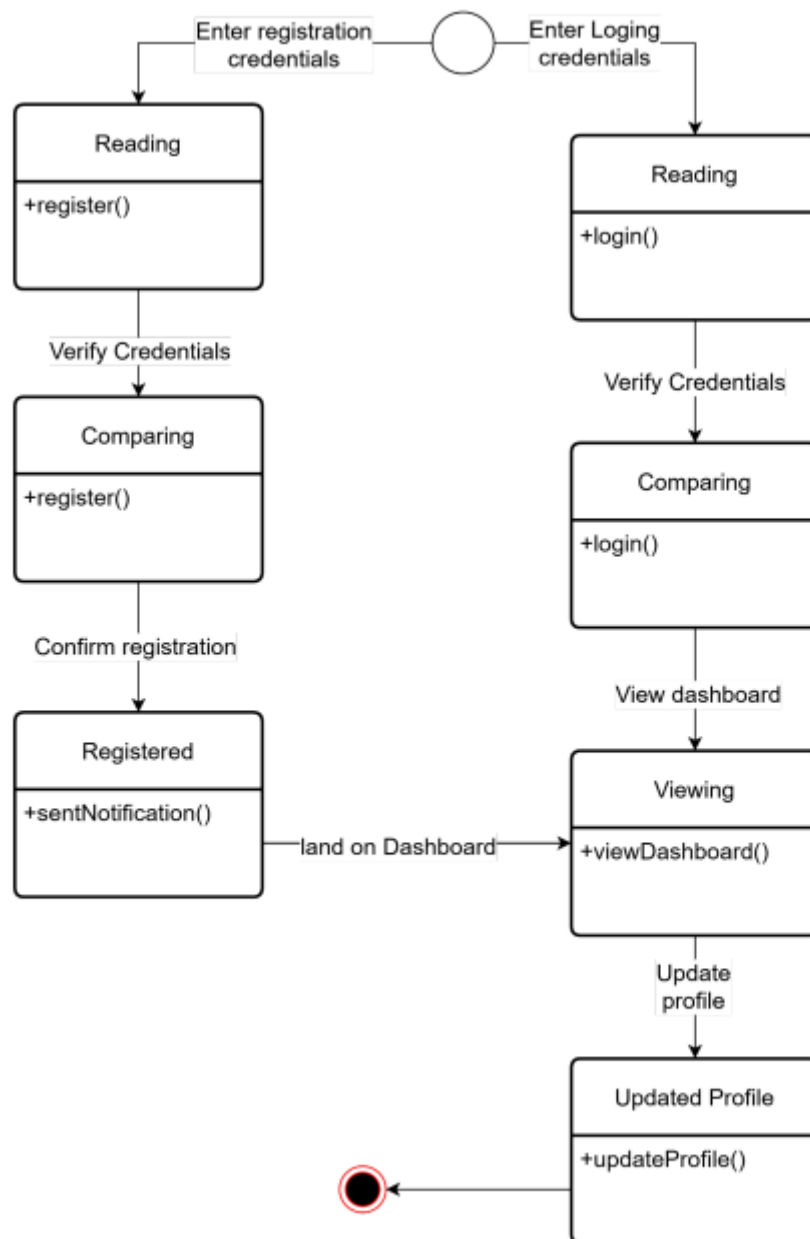 Enter registration
credentials
Enter Loging
credentials
Reading
+register()
Reading
+login()
Verify Credentials
Verify Credentials
Comparing
+register()
Comparing
+login()
Confirm registration
View dashboard
Registered
+sentNotification()
Viewing
+viewDashboard()
land on Dashboard
Update
profile
Updated Profile
+updateProfile()